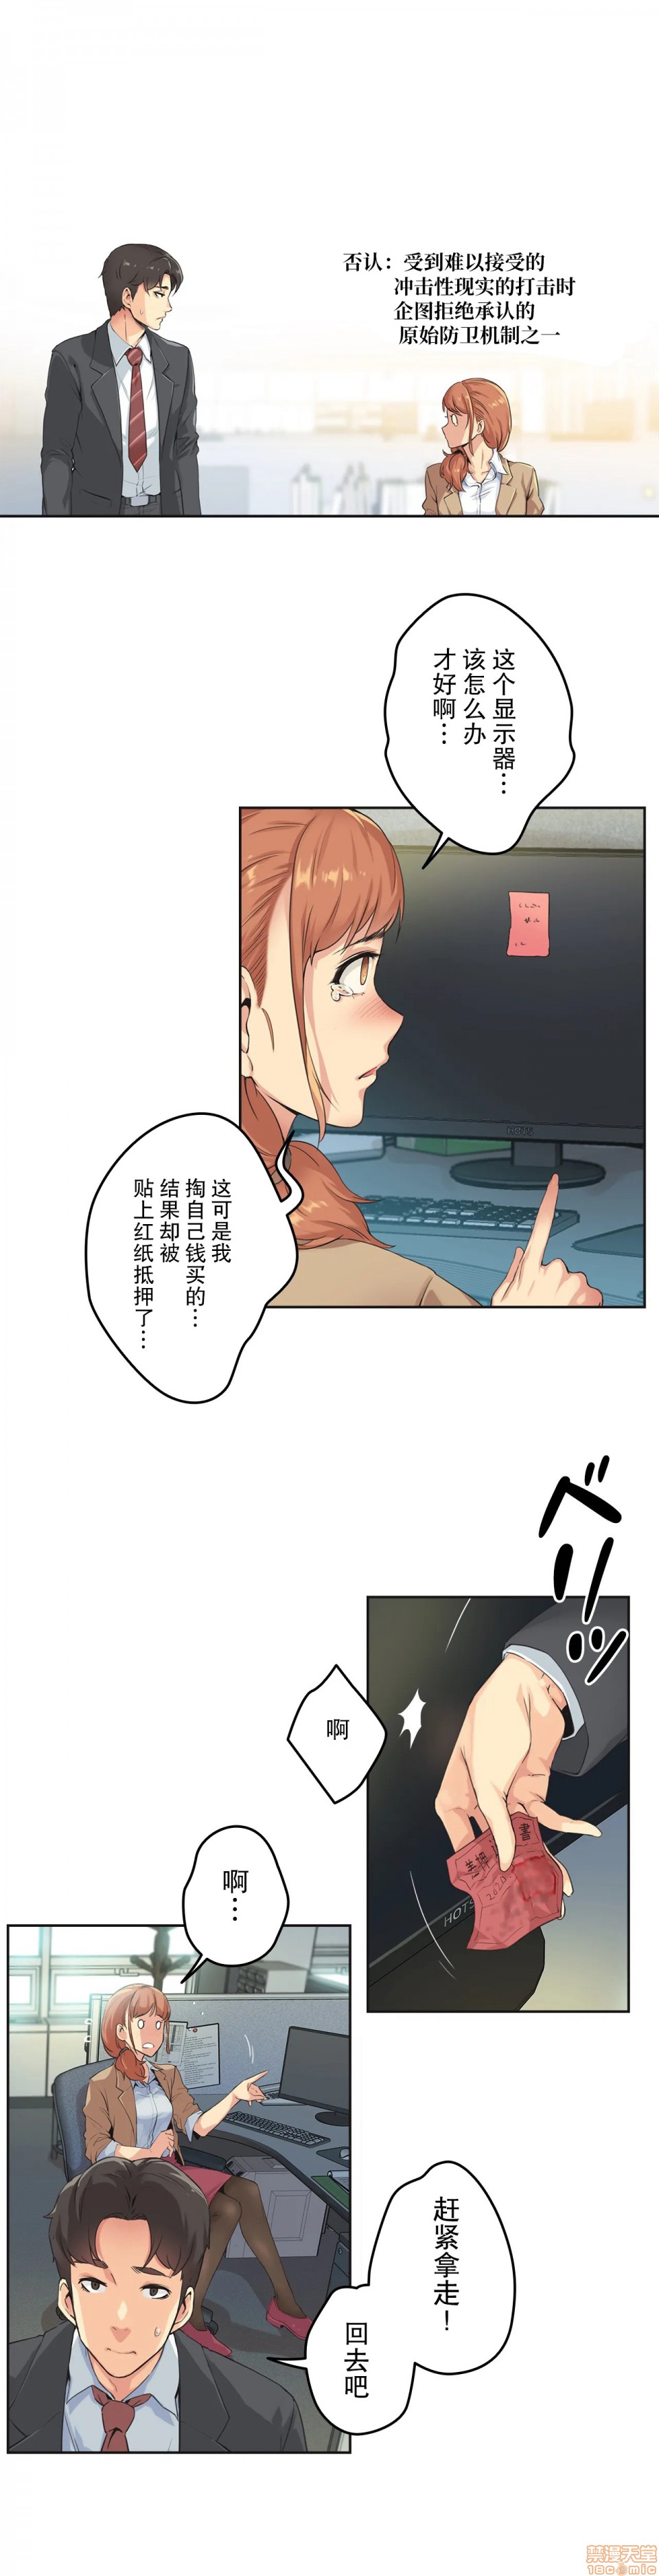 否认：受到难以接受的
冲击性现实的打击时
企图拒绝承认的
原始防卫机制之一
这个显示器…
该怎么办
才好啊…
HOTS
这可是我
掏自己钱买的…
结果却被
贴上红纸抵押了…
ベリッ
啊
書
HOTS
啊…
赶紧拿走！
回去吧
禁漫天堂
18comic